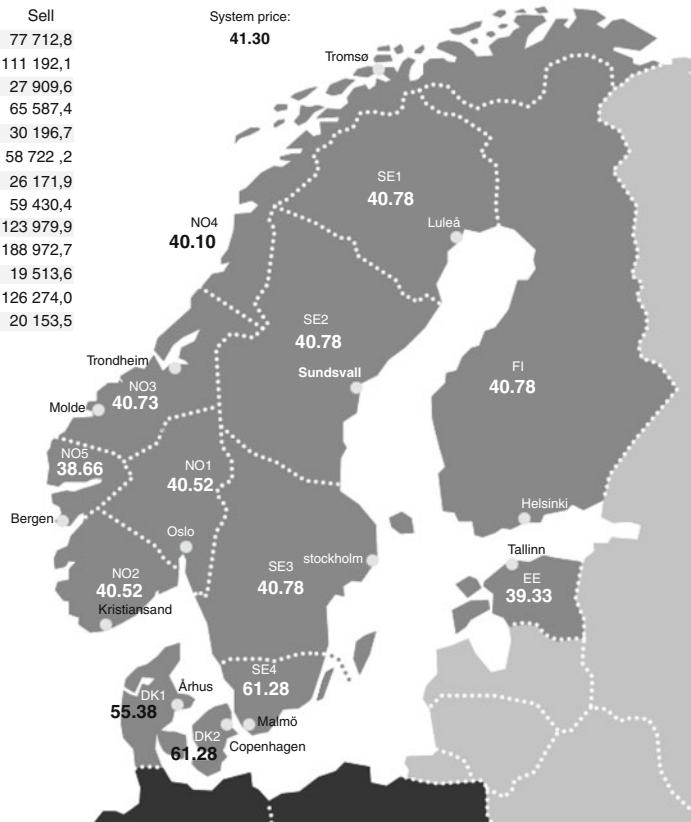 Sell
77 712,8
111 192,1
27 909,6
65 587,4
30 196,7
58 722 ,2
26 171,9
59 430,4
123 979,9
188 972,7
19 513,6
126 274,0
20 153,5
System price:
41.30
Tromsø
SE1
40.78
Luleá
NO4
40.10
SE2
40.78
Sundsvall
FI
40.78
Trondheim
NO3
40.73
Molde
NO5
38.66
NO1
40.52
Bergen
Oslo
Helsinki
Tallinn
stockholm
SE3
40.78
EE
39.33
NO2
40.52
Kristiansand
SE4
61.28
Århus
DK1
55.38
Malmö
DK2
61.28
Copenhagen